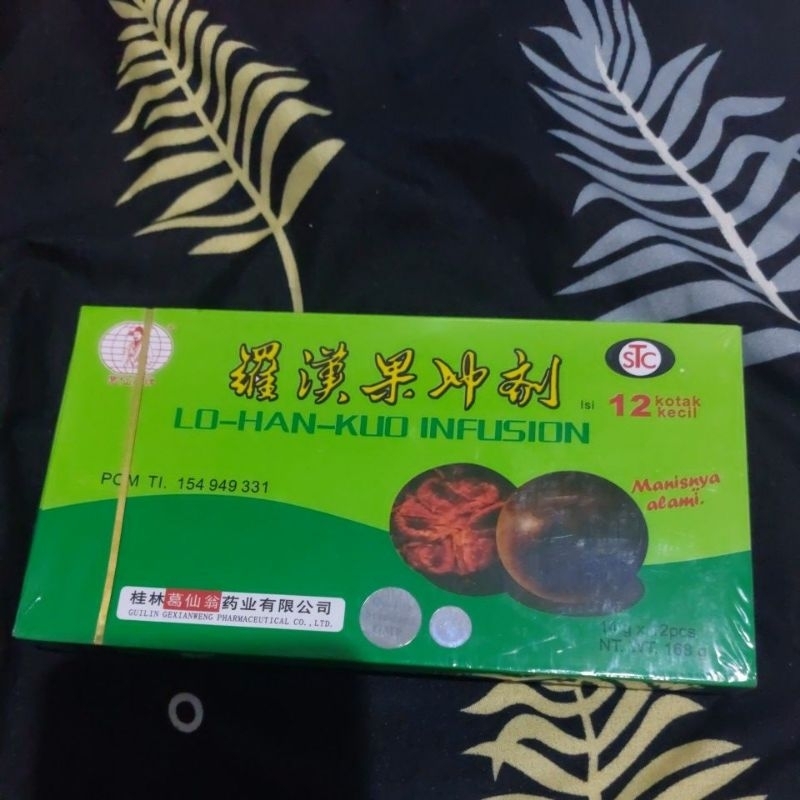 羅漢果冲剂
LO-HAN-KUO INFUSION
STC
Isi 12 kotak kecil
POM TI. 154 949 331
Manisnya
alami.
桂林葛仙翁药业有限公司
GUILIN GEXIANWENG PHARMACEUTICAL CO.,LTD.
14 g x 12pcs
NT. WT. 168 g